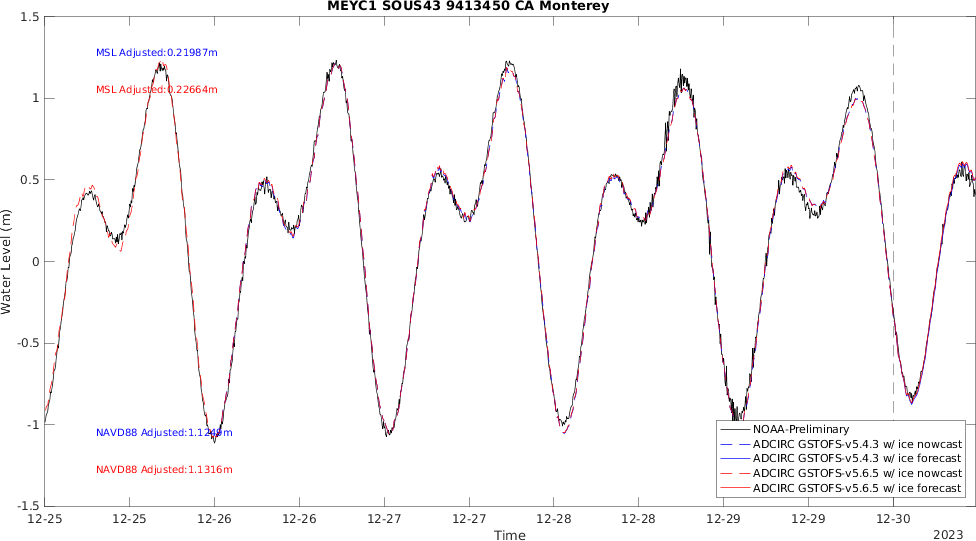 MEYC1 SOUS43 9413450 CA Monterey
1.5
MSL Adjusted:0.21987m
MSL Adjusted:0.22664m
1
0.5
Water Level (m)
0
-0.5
-1
NAVD88 Adjusted:1.1249m
NAVD88 Adjusted:1.1316m
-1.5
NOAA-Preliminary
ADCIRC GSTOFS-v5.4.3 w/ ice nowcast
ADCIRC GSTOFS-v5.4.3 w/ ice forecast
ADCIRC GSTOFS-v5.6.5 w/ ice nowcast
ADCIRC GSTOFS-v5.6.5 w/ ice forecast
12-25 12-25 12-26 12-26 12-27 12-27 12-28 12-28 12-29 12-29 12-30
Time
2023